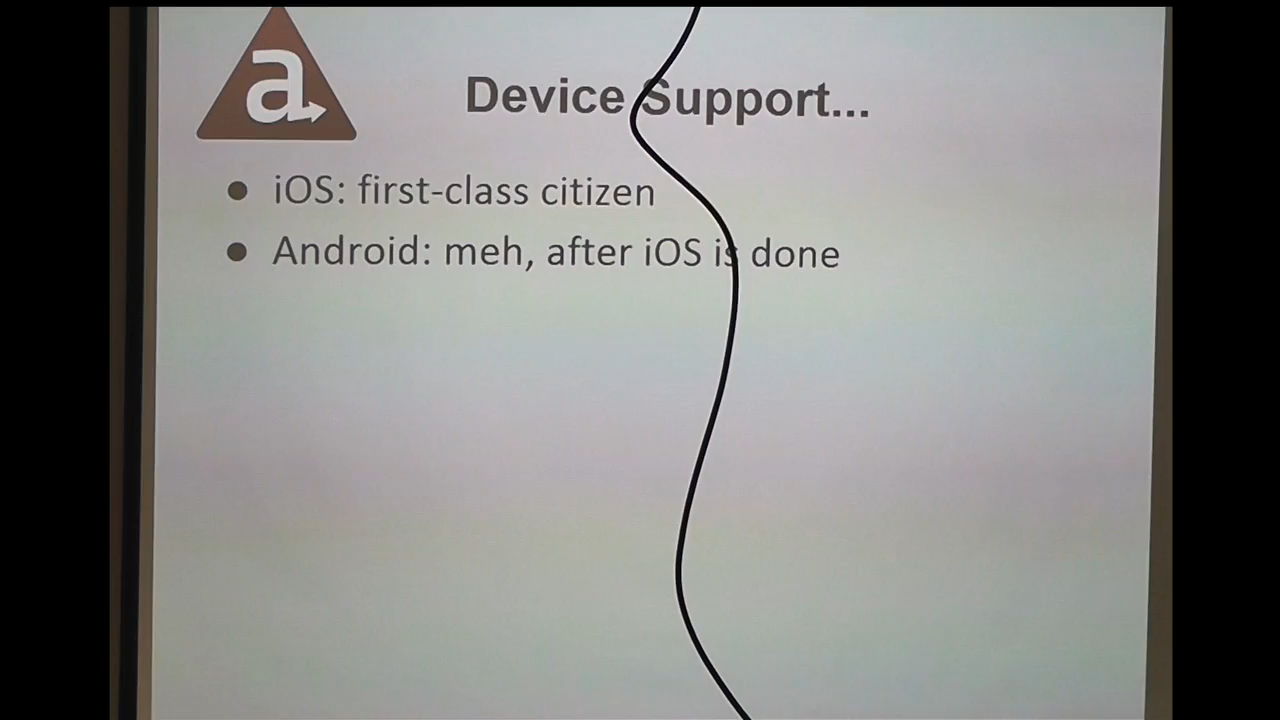 a
Device Support...
iOS: first-class citizen
Android: meh, after iOS is done